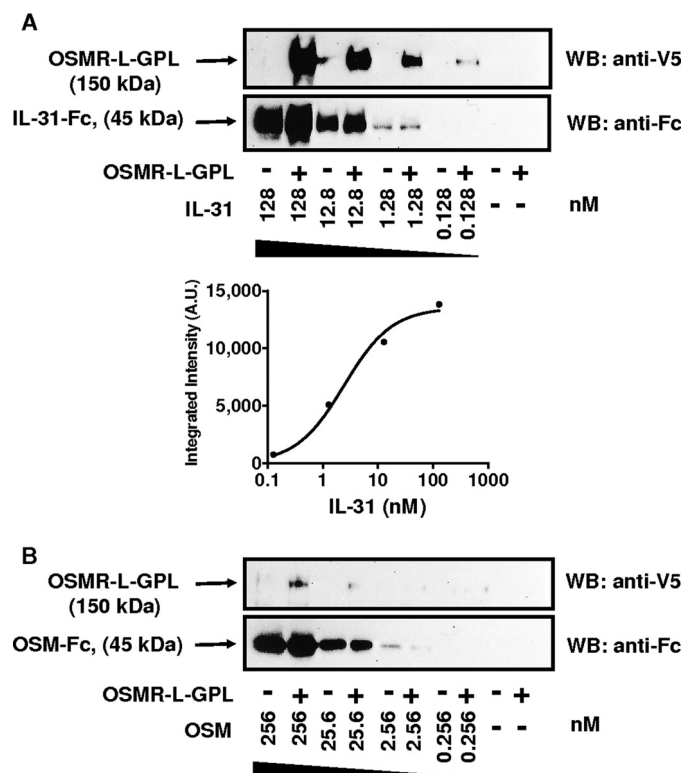 A
OSMR-L-GPL
(150 kDa)
WB: anti-V5
IL-31-Fc, (45 kDa)
WB: anti-Fc
OSMR-L-GPL - + - + - + - + - +
IL-31 128 128 12.8 12.8 1.28 1.28 0.128 0.128 - - nM
Integrated Intensity (A.U.)
15,000
10,000
5,000
0
0.1 1 10 100 1000
IL-31 (nM)
B
OSMR-L-GPL
(150 kDa)
WB: anti-V5
OSM-Fc, (45 kDa)
WB: anti-Fc
OSMR-L-GPL - + - + - + - + - +
OSM 256 256 25.6 25.6 2.56 2.56 0.256 0.256 - - nM